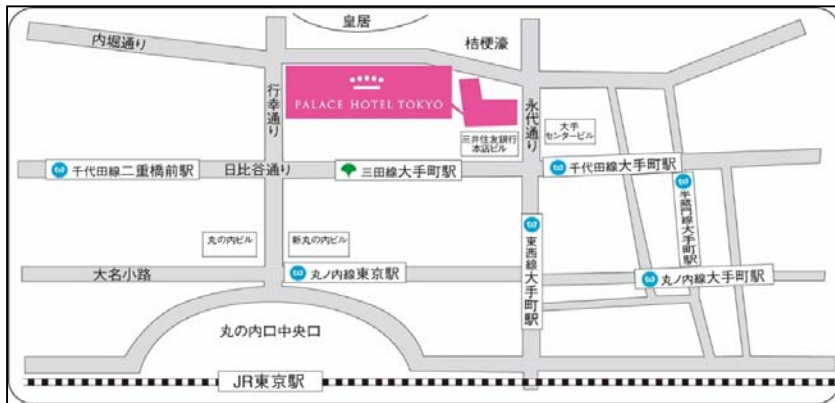 皇居
内堀通り
桔梗濠
行幸通り
PALACE HOTEL TOKYO
永代通り
三井住友銀行
本店ビル
大手
センタービル
千代田線二重橋前駅
日比谷通り
三田線大手町駅
千代田線大手町駅
半蔵門線大手町駅
丸の内ビル
新丸の内ビル
東西線大手町駅
大名小路
丸ノ内線東京駅
丸ノ内線大手町駅
丸の内口中央口
JR東京駅